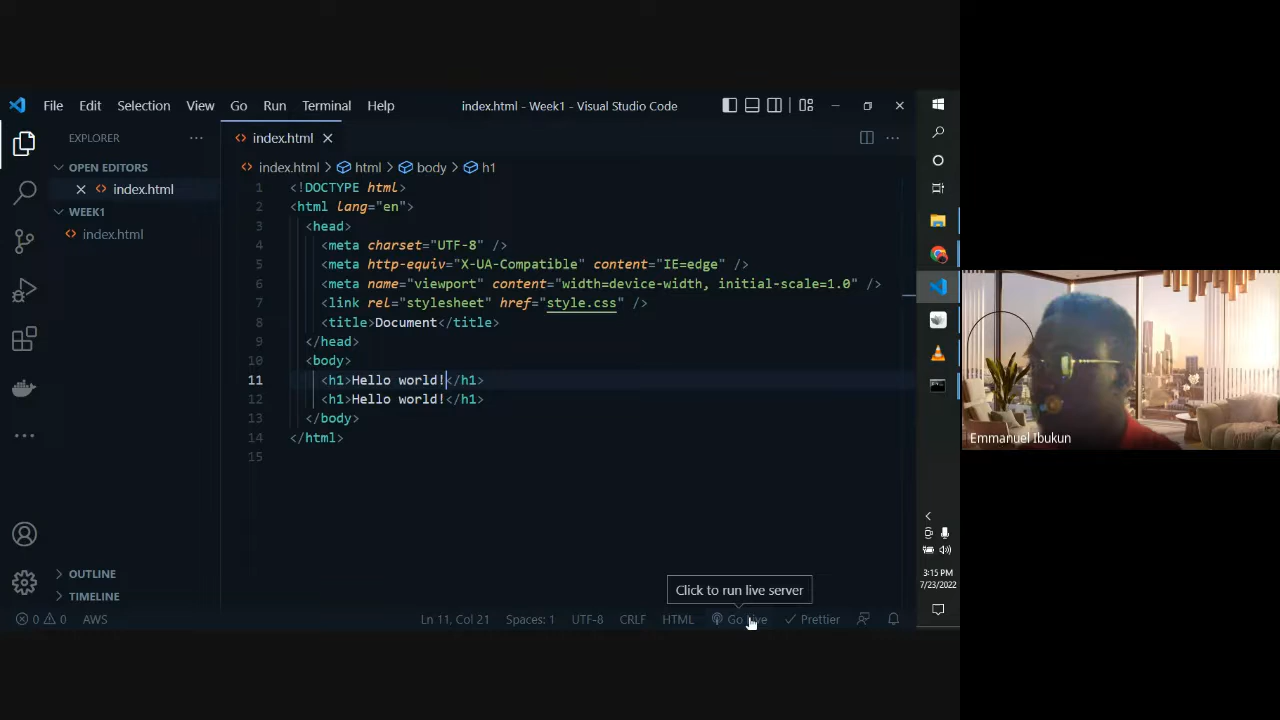 File Edit Selection View Go Run Terminal Help
index.html - Week1 - Visual Studio Code
EXPLORER
OPEN EDITORS
index.html
WEEK1
index.html
OUTLINE
TIMELINE
index.html
index.html > html > body > h1
1 <!DOCTYPE html>
2 <html lang="en">
3 <head>
4 <meta charset="UTF-8" />
5 <meta http-equiv="X-UA-Compatible" content="IE=edge" />
6 <meta name="viewport" content="width=device-width, initial-scale=1.0" />
7 <link rel="stylesheet" href="style.css" />
8 <title>Document</title>
9 </head>
10 <body>
11 <h1>Hello world!</h1>
12 <h1>Hello world!</h1>
13 </body>
14 </html>
15
Click to run live server
0 0 AWS Ln 11, Col 21 Spaces: 1 UTF-8 CRLF HTML Go Live Prettier
3:15 PM
7/23/2022
Emmanuel Ibukun